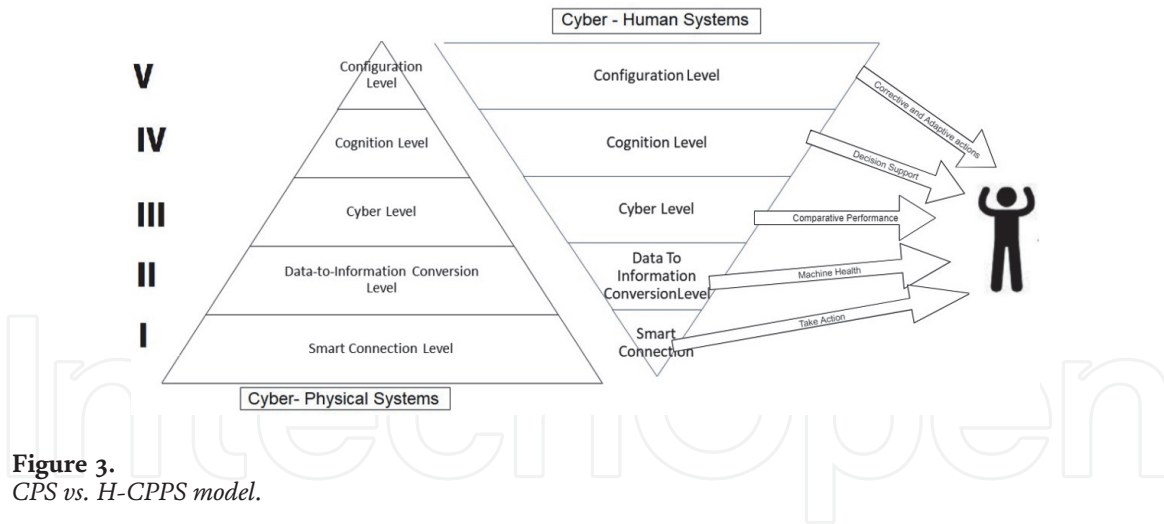 Cyber - Human Systems
V
IV
III
II
I
Configuration
Level
Cognition Level
Cyber Level
Data-to-Information Conversion
Level
Smart Connection Level
Cyber- Physical Systems
Configuration Level
Cognition Level
Cyber Level
Data To
Information
ConversionLevel
Smart
Connection
Corrective and Adaptive actions
Decision Support
Comparative Performance
Machine Health
Take Action
IntechOpen
Figure 3.
CPS vs. H-CPPS model.